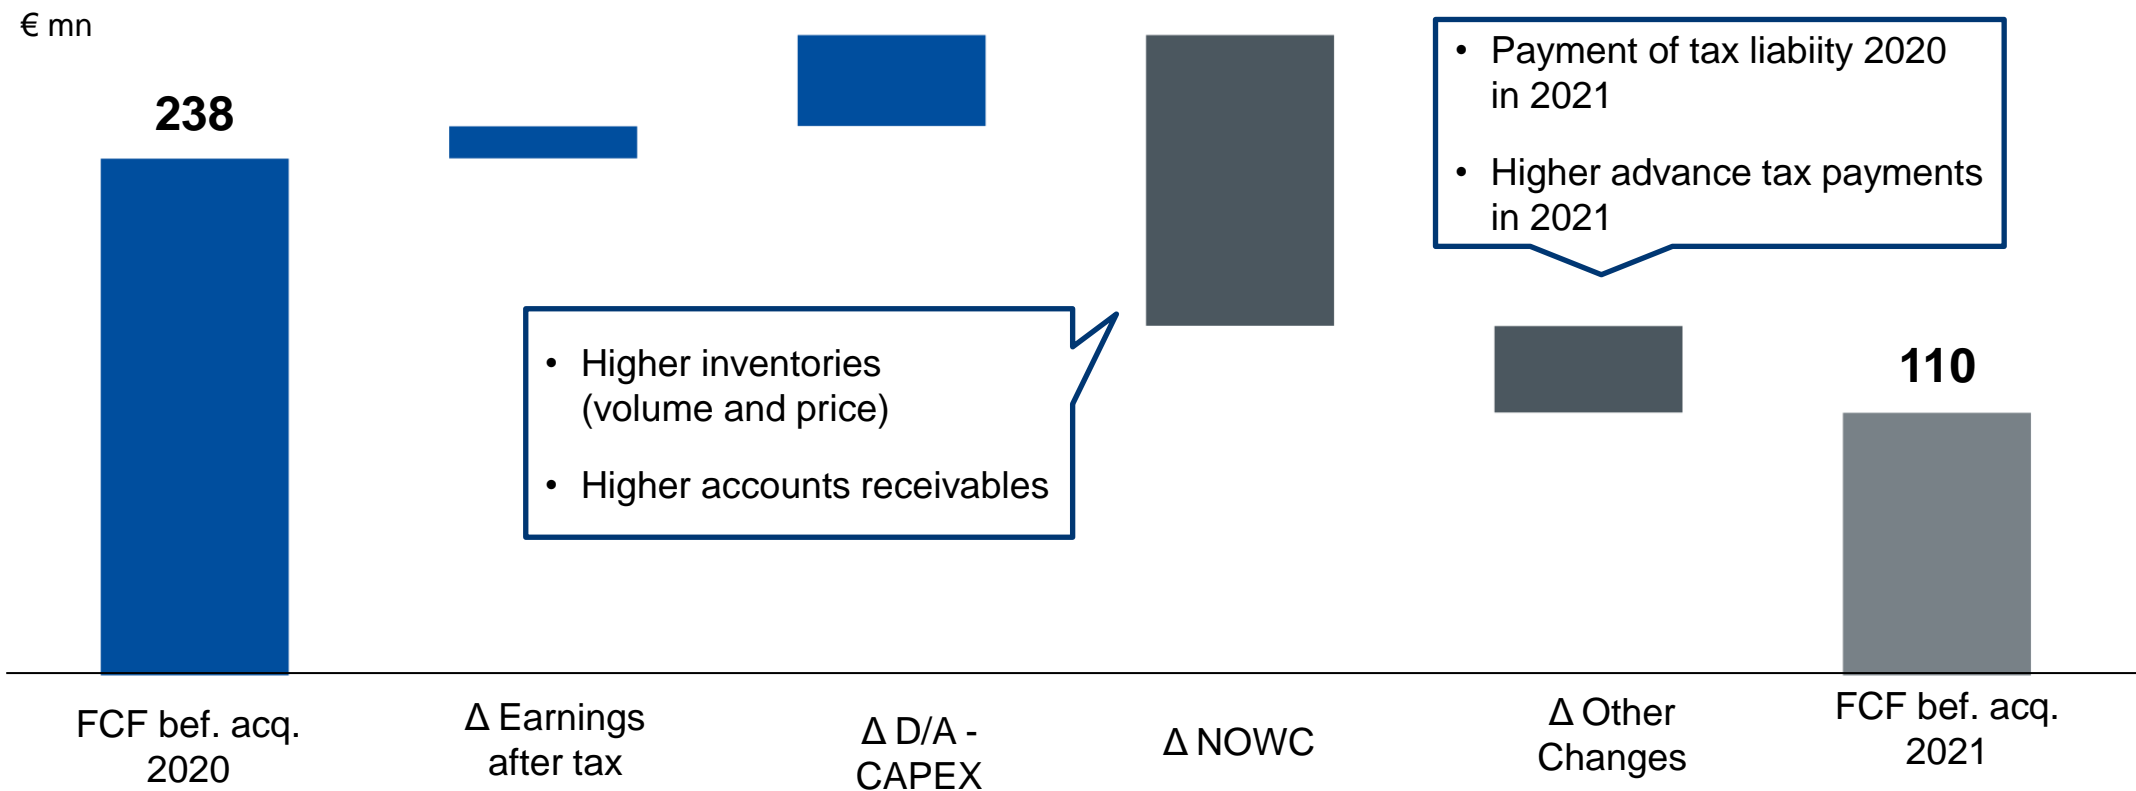 € mn
238
• Payment of tax liabiity 2020
in 2021
• Higher advance tax payments
in 2021
• Higher inventories
(volume and price)
• Higher accounts receivables
110
FCF bef. acq.
2020
Δ Earnings
after tax
Δ D/A -
CAPEX
Δ NOWC
Δ Other
Changes
FCF bef. acq.
2021